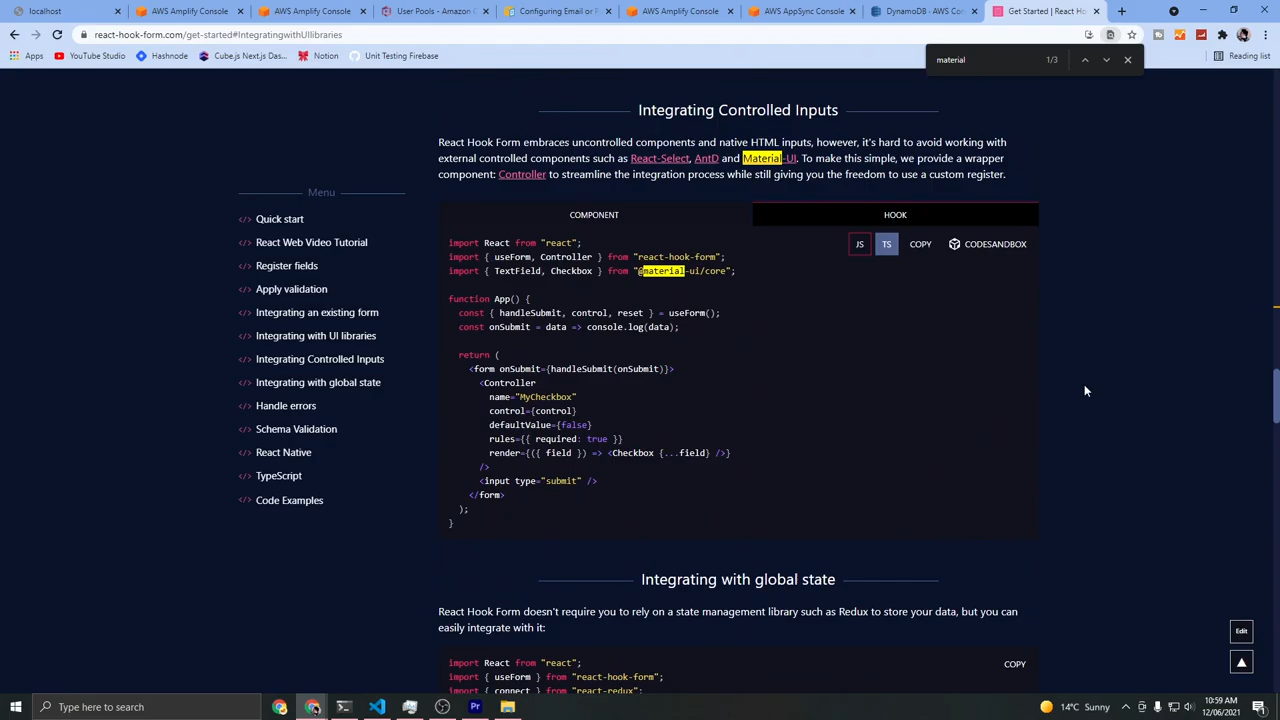 localhost
AWS Amplify Console
AWS Amplify Console
User Pools - Amazon C
Configuring Email or P
AWS Amplify Console
AWS AppSync Console
DynamoDB · AWS Con
Get Started | React Ho
react-hook-form.com/get-started#IntegratingwithUIlibraries
Apps
YouTube Studio
Hashnode
Cube.js Next.js Das...
Notion
Unit Testing Firebase
Reading list
material
1/3
Integrating Controlled Inputs
React Hook Form embraces uncontrolled components and native HTML inputs, however, it's hard to avoid working with
external controlled components such as React-Select, AntD and Material-UI. To make this simple, we provide a wrapper
component: Controller to streamline the integration process while still giving you the freedom to use a custom register.
Menu
</> Quick start
</> React Web Video Tutorial
</> Register fields
</> Apply validation
</> Integrating an existing form
</> Integrating with UI libraries
</> Integrating Controlled Inputs
</> Integrating with global state
</> Handle errors
</> Schema Validation
</> React Native
</> TypeScript
</> Code Examples
COMPONENT
HOOK
JS
TS
COPY
CODESANDBOX
import React from "react";
import { useForm, Controller } from "react-hook-form";
import { TextField, Checkbox } from "@material-ui/core";
function App() {
const { handleSubmit, control, reset } = useForm();
const onSubmit = data => console.log(data);
return (
<form onSubmit={handleSubmit(onSubmit)}>
<Controller
name="MyCheckbox"
control={control}
defaultValue={false}
rules={{ required: true }}
render={({ field }) => <Checkbox {...field} />}
/>
<input type="submit" />
</form>
);
}
Integrating with global state
React Hook Form doesn't require you to rely on a state management library such as Redux to store your data, but you can
easily integrate with it:
Edit
import React from "react";
COPY
import { useForm } from "react-hook-form";
import { connect } from "react-redux";
Type here to search
14°C Sunny
10:59 AM
12/06/2021